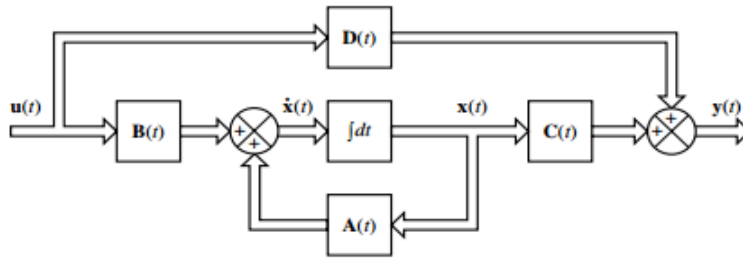 D(t)
u(t)
ẋ(t)
x(t)
y(t)
B(t)
+
+
∫dt
C(t)
+
+
A(t)